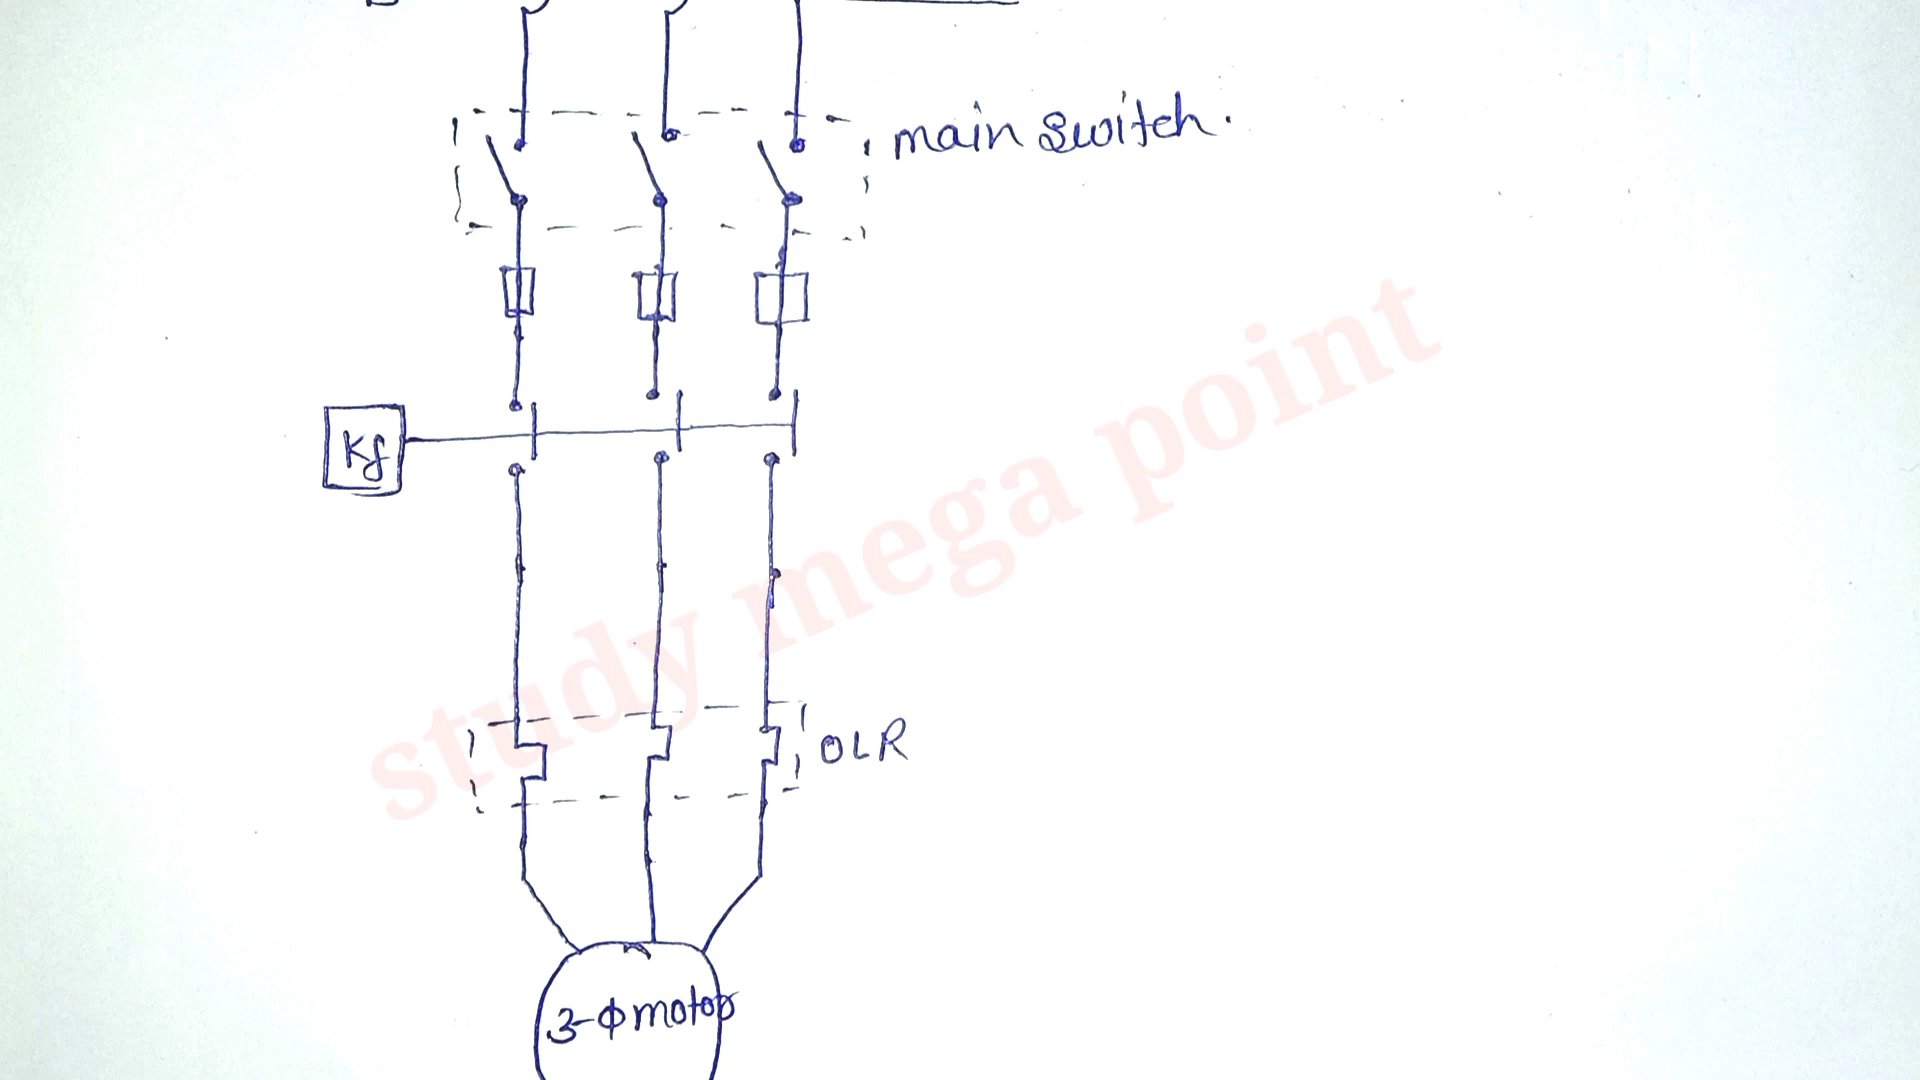 main switch.
Kf
study mega point
OLR
3-Φ motor